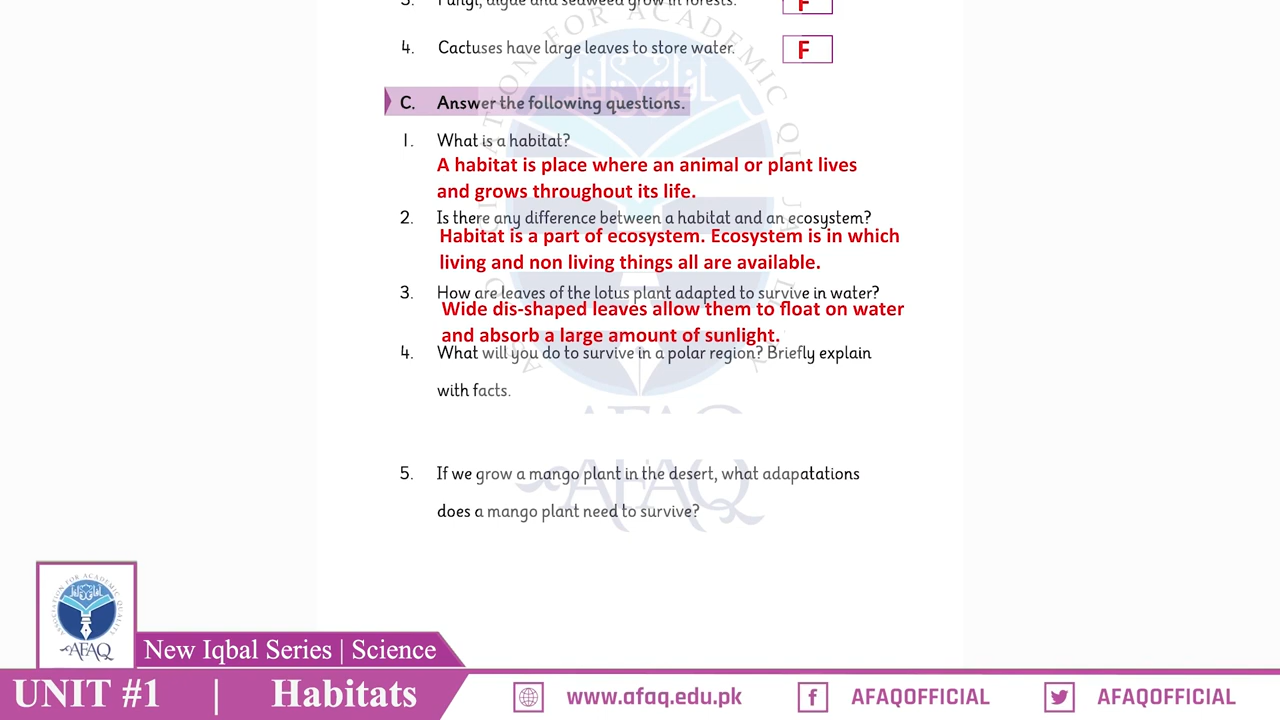 3. Fungi, algae and seaweed grow in forests. F
4. Cactuses have large leaves to store water. F
C. Answer the following questions.
1. What is a habitat?
A habitat is place where an animal or plant lives
and grows throughout its life.
2. Is there any difference between a habitat and an ecosystem?
Habitat is a part of ecosystem. Ecosystem is in which
living and non living things all are available.
3. How are leaves of the lotus plant adapted to survive in water?
Wide dis-shaped leaves allow them to float on water
and absorb a large amount of sunlight.
4. What will you do to survive in a polar region? Briefly explain
with facts.
AFAQ
5. If we grow a mango plant in the desert, what adapatations
does a mango plant need to survive?
ASSOCIATION FOR ACADEMIC QUALITY
AFAQ
New Iqbal Series | Science
UNIT #1 | Habitats
www.afaq.edu.pk
AFAQOFFICIAL
AFAQOFFICIAL